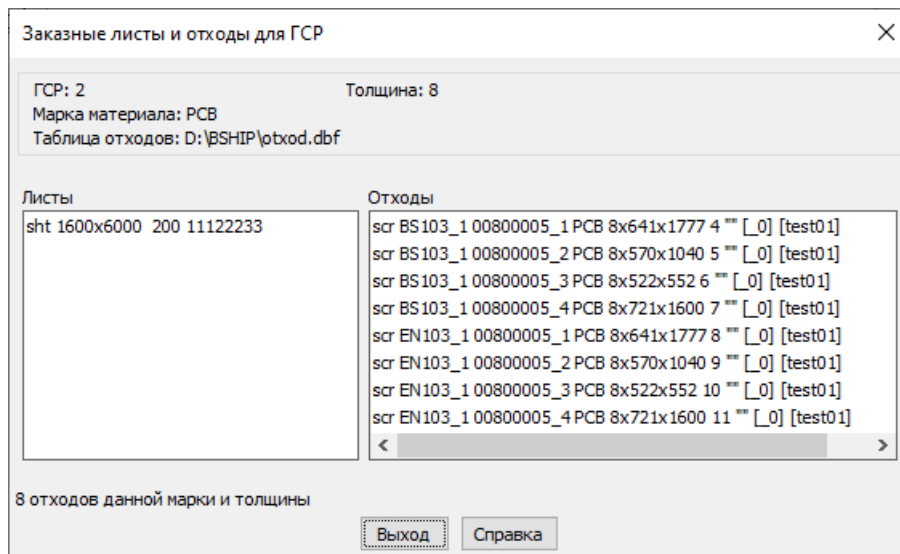 Заказные листы и отходы для ГСР
ГСР: 2 Толщина: 8
Марка материала: РСВ
Таблица отходов: D:\BSHIP\otxod.dbf
Листы
sht 1600x6000 200 11122233
Отходы
scr BS103_1 00800005_1 PCB 8x641x1777 4 "" [_0] [test01]
scr BS103_1 00800005_2 PCB 8x570x1040 5 "" [_0] [test01]
scr BS103_1 00800005_3 PCB 8x522x552 6 "" [_0] [test01]
scr BS103_1 00800005_4 PCB 8x721x1600 7 "" [_0] [test01]
scr EN103_1 00800005_1 PCB 8x641x1777 8 "" [_0] [test01]
scr EN103_1 00800005_2 PCB 8x570x1040 9 "" [_0] [test01]
scr EN103_1 00800005_3 PCB 8x522x552 10 "" [_0] [test01]
scr EN103_1 00800005_4 PCB 8x721x1600 11 "" [_0] [test01]
8 отходов данной марки и толщины
Выход Справка